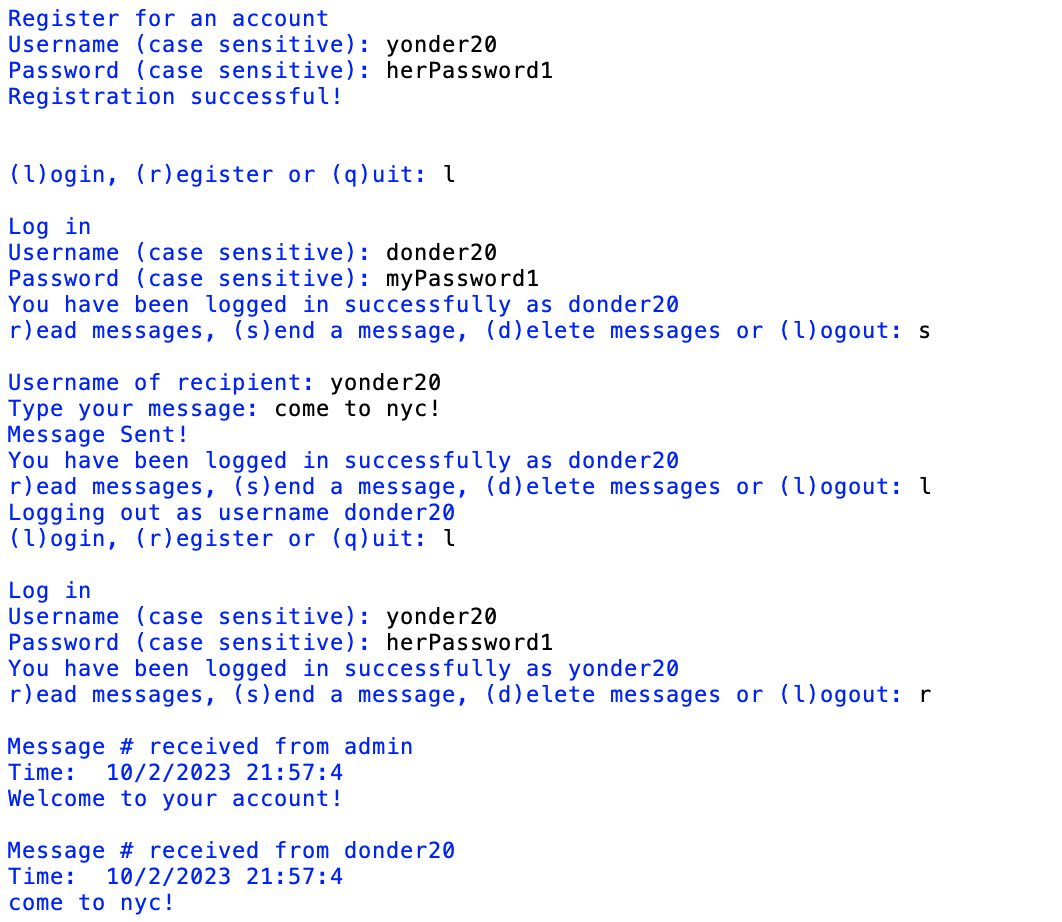 Register for an account
Username (case sensitive): yonder20
Password (case sensitive): herPassword1
Registration successful!
(l)ogin, (r)egister or (q)uit: l
Log in
Username (case sensitive): donder20
Password (case sensitive): myPassword1
You have been logged in successfully as donder20
r)ead messages, (s)end a message, (d)elete messages or (l)ogout: s
Username of recipient: yonder20
Type your message: come to nyc!
Message Sent!
You have been logged in successfully as donder20
r)ead messages, (s)end a message, (d)elete messages or (l)ogout: l
Logging out as username donder20
(l)ogin, (r)egister or (q)uit: l
Log in
Username (case sensitive): yonder20
Password (case sensitive): herPassword1
You have been logged in successfully as yonder20
r)ead messages, (s)end a message, (d)elete messages or (l)ogout: r
Message # received from admin
Time:  10/2/2023 21:57:4
Welcome to your account!
Message # received from donder20
Time:  10/2/2023 21:57:4
come to nyc!